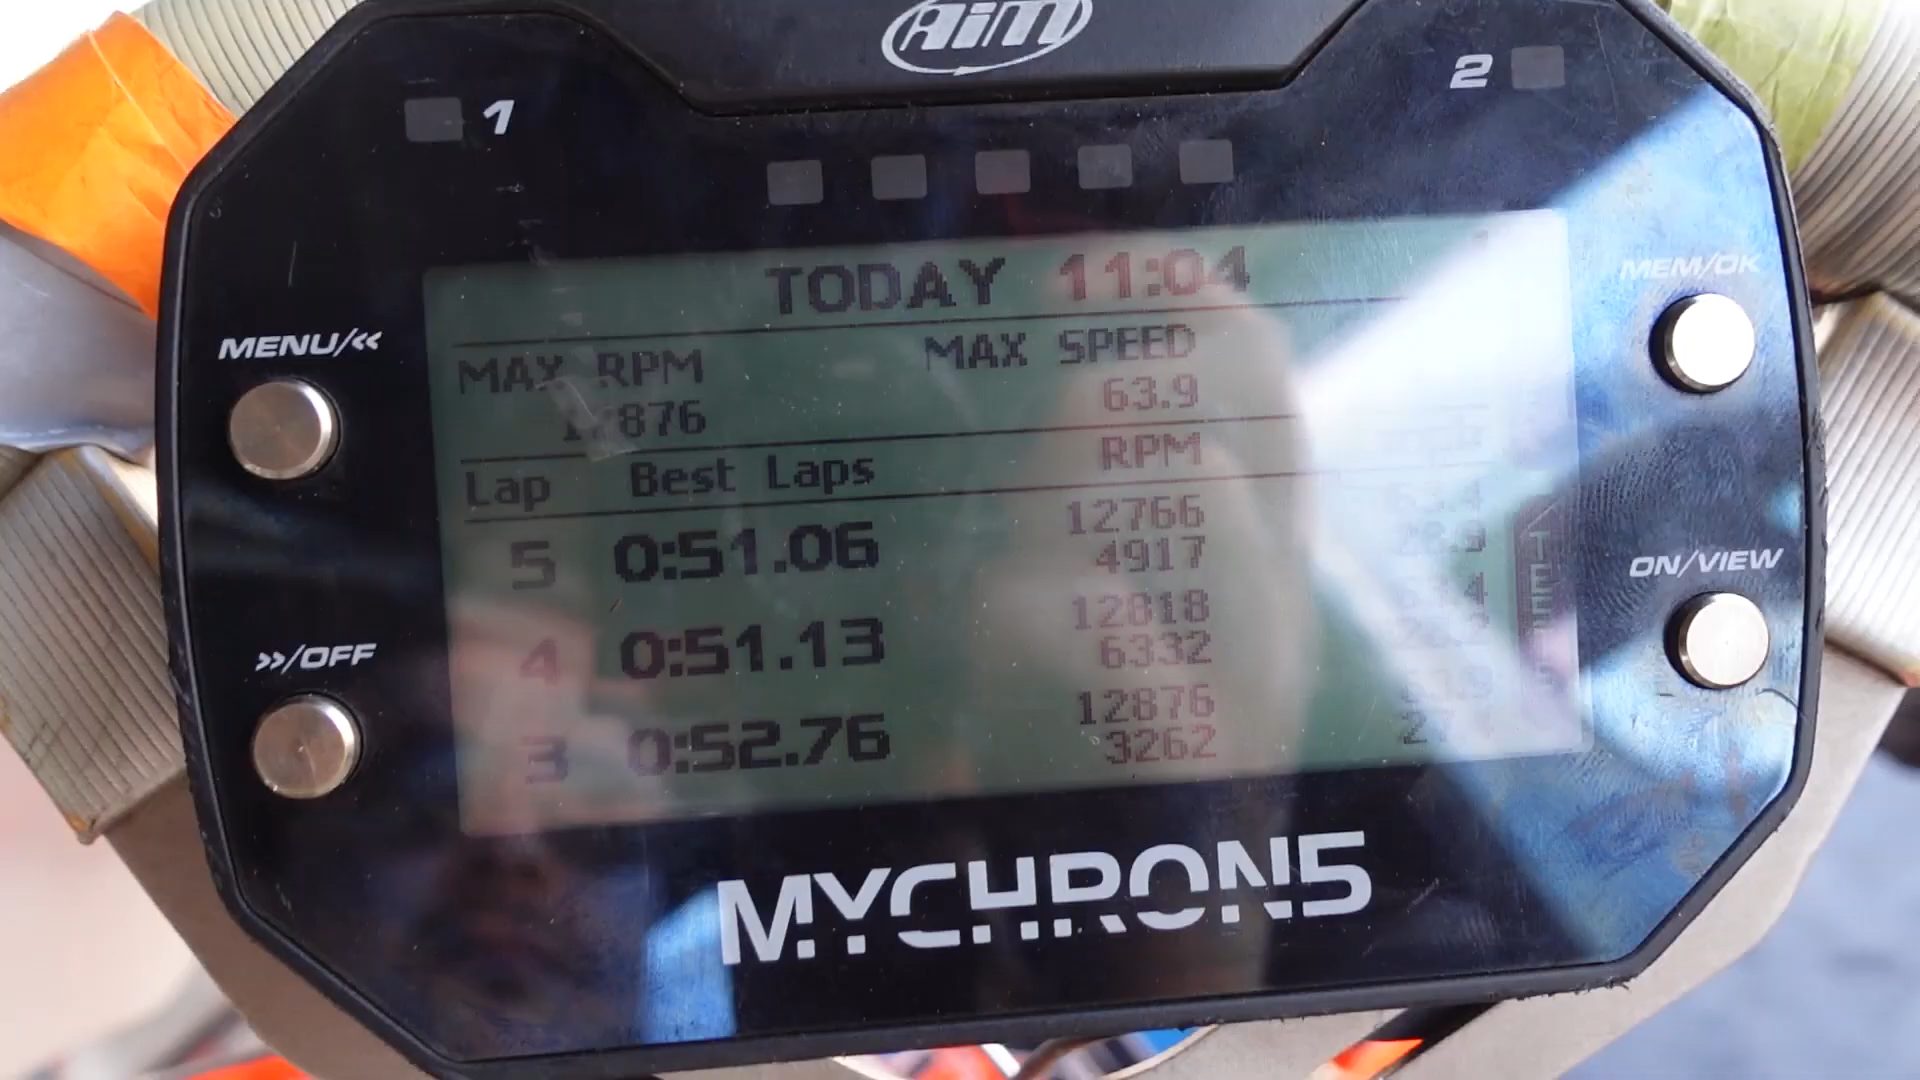 AiM
1 2
MENU/<<
MEM/OK
>>/OFF
ON/VIEW
TODAY 11:04
MAX RPM MAX SPEED
12876 63.9
Lap Best Laps RPM
12766
5 0:51.06 4917
12818
4 0:51.13 6332
12876
3 0:52.76 3262
MYCHRON5